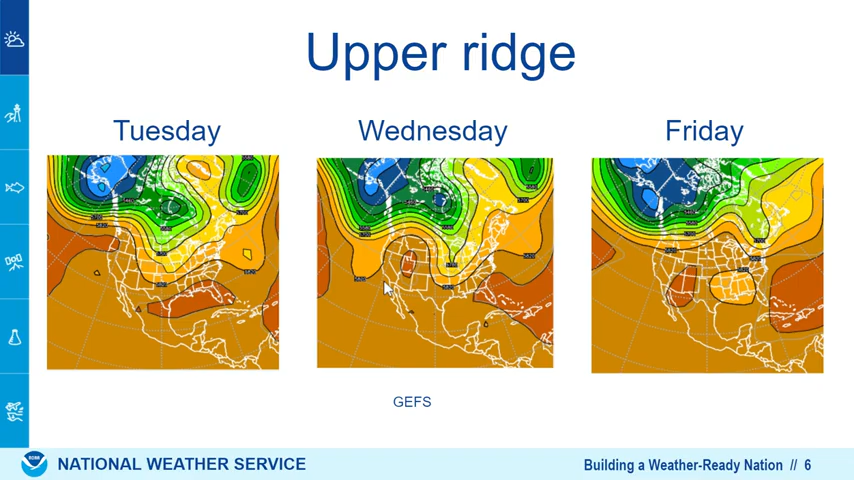 Upper ridge
Tuesday
Wednesday
Friday
GEFS
NATIONAL WEATHER SERVICE
Building a Weather-Ready Nation // 6